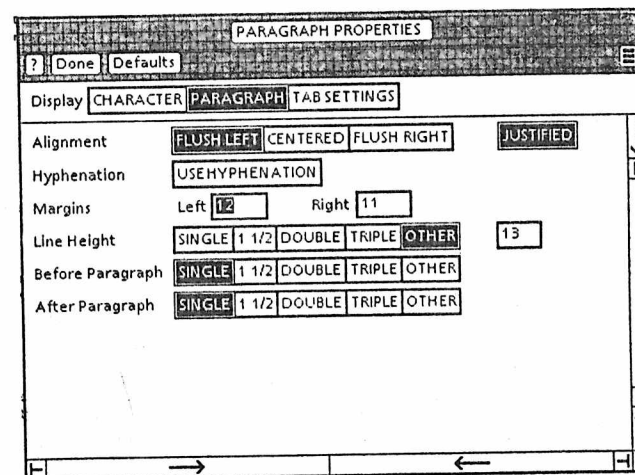 PARAGRAPH PROPERTIES
? Done Defaults
Display CHARACTER PARAGRAPH TAB SETTINGS
Alignment FLUSH LEFT CENTERED FLUSH RIGHT JUSTIFIED
Hyphenation USE HYPHENATION
Margins Left 12 Right 11
Line Height SINGLE 1 1/2 DOUBLE TRIPLE OTHER 13
Before Paragraph SINGLE 1 1/2 DOUBLE TRIPLE OTHER
After Paragraph SINGLE 1 1/2 DOUBLE TRIPLE OTHER